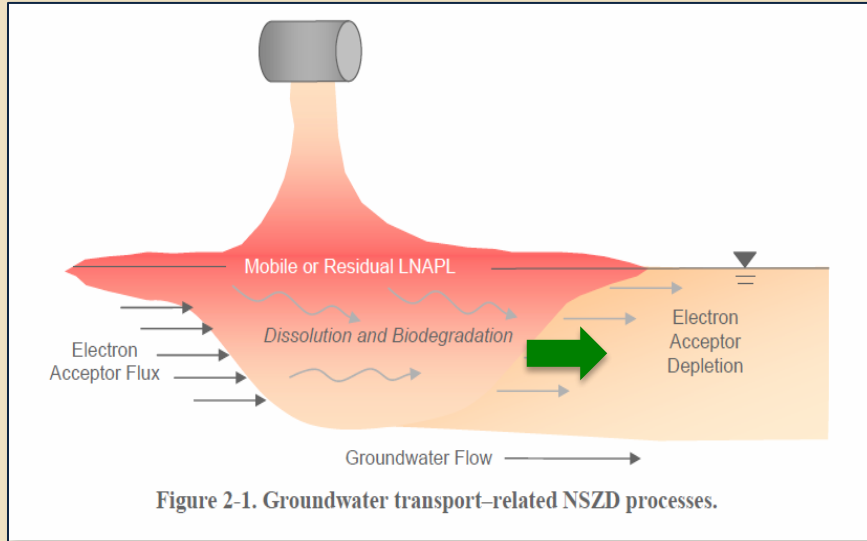 Mobile or Residual LNAPL
Dissolution and Biodegradation
Electron
Acceptor Flux
Electron
Acceptor
Depletion
Groundwater Flow
Figure 2-1. Groundwater transport–related NSZD processes.